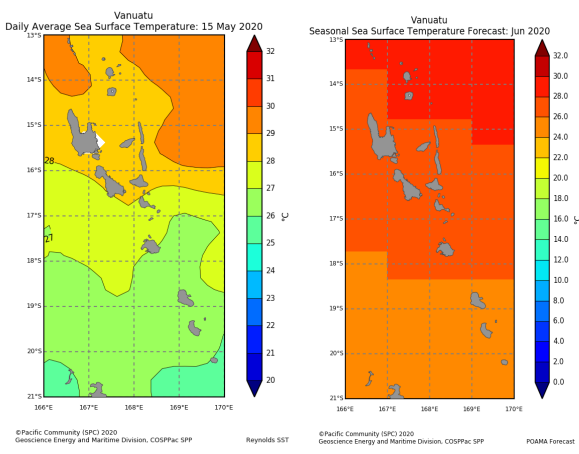 Vanuatu
Daily Average Sea Surface Temperature: 15 May 2020
13°S
14°S
15°S
16°S
17°S
18°S
19°S
20°S
21°S
166°E 167°E 168°E 169°E 170°E
28
27
32
31
30
29
28
27
26
25
24
23
22
21
20
°C
©Pacific Community (SPC) 2020
Geoscience Energy and Maritime Division, COSPPac SPP
Reynolds SST
Vanuatu
Seasonal Sea Surface Temperature Forecast: Jun 2020
13°S
14°S
15°S
16°S
17°S
18°S
19°S
20°S
21°S
166°E 167°E 168°E 169°E 170°E
32.0
30.0
28.0
26.0
24.0
22.0
20.0
18.0
16.0
14.0
12.0
10.0
8.0
6.0
4.0
2.0
0.0
°C
©Pacific Community (SPC) 2020
Geoscience Energy and Maritime Division, COSPPac SPP
POAMA Forecast